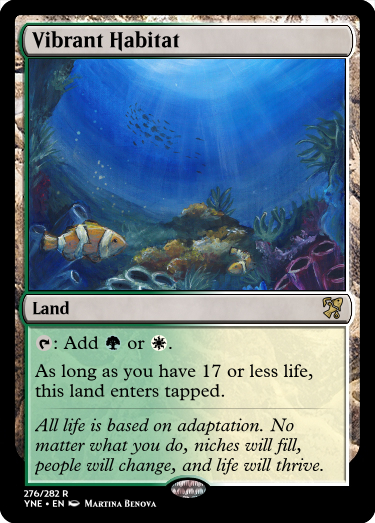 Vibrant Habitat
Land
: Add or .
As long as you have 17 or less life,
this land enters tapped.
All life is based on adaptation. No
matter what you do, niches will fill,
people will change, and life will thrive.
276/282 R
YNE • EN Martina Benova